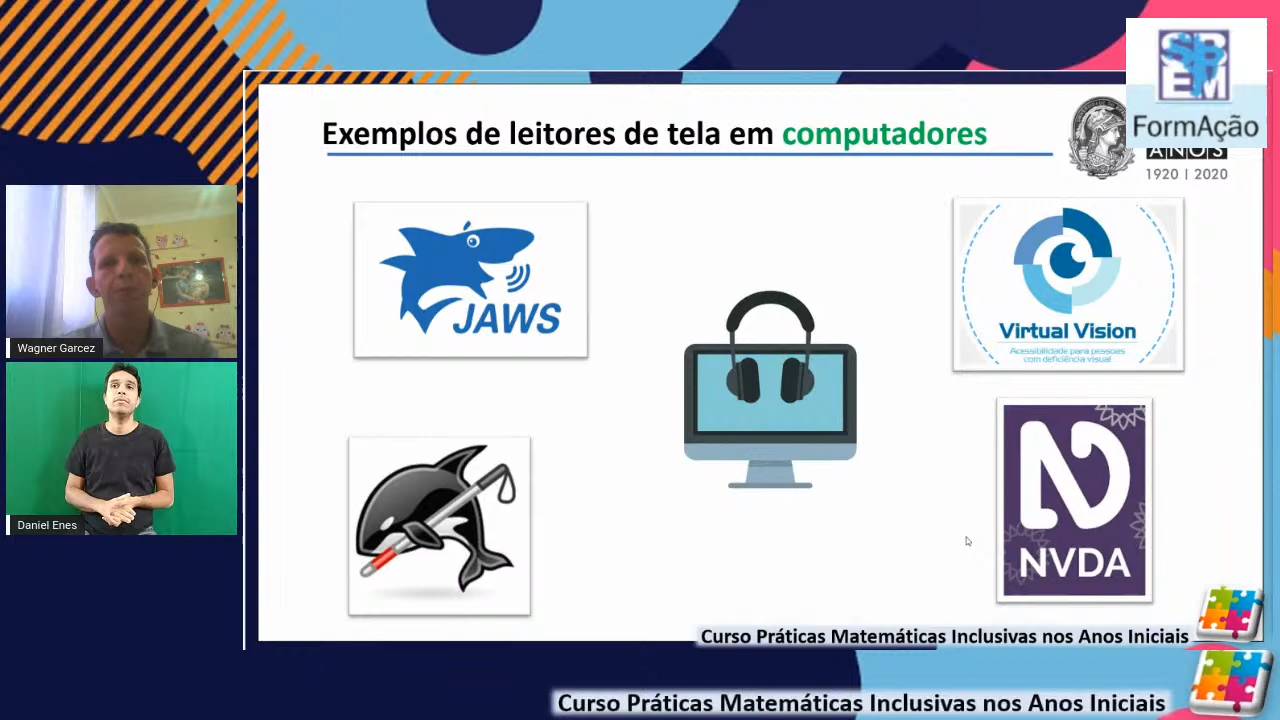 SBEM
FormAção
Exemplos de leitores de tela em computadores
ANOS
1920 | 2020
JAWS
Virtual Vision
Acessibilidade para pessoas
com deficiência visual
Wagner Garcez
Daniel Enes
NVDA
Curso Práticas Matemáticas Inclusivas nos Anos Iniciais
Curso Práticas Matemáticas Inclusivas nos Anos Iniciais